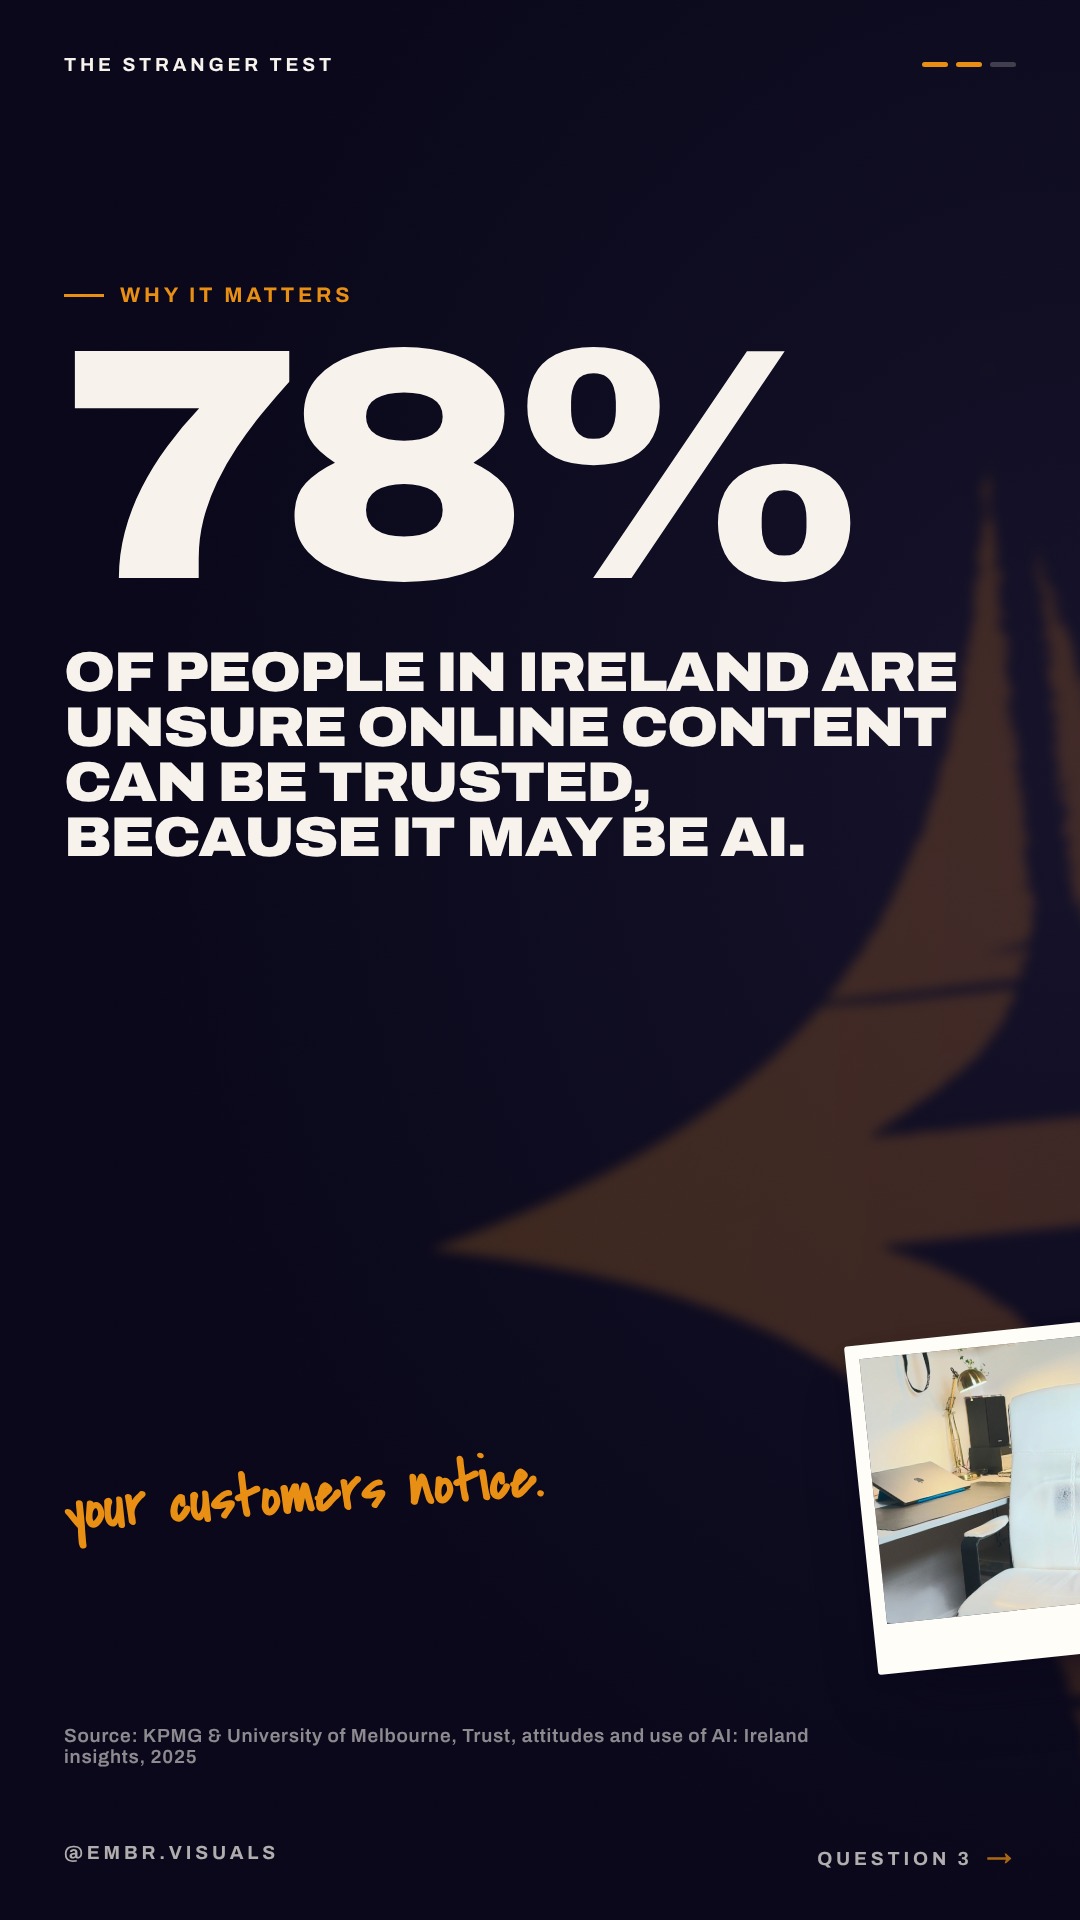 THE STRANGER TEST
WHY IT MATTERS
78%
OF PEOPLE IN IRELAND ARE
UNSURE ONLINE CONTENT
CAN BE TRUSTED,
BECAUSE IT MAY BE AI.
your customers notice.
Source: KPMG & University of Melbourne, Trust, attitudes and use of AI: Ireland
insights, 2025
@EMBR.VISUALS
QUESTION 3 →